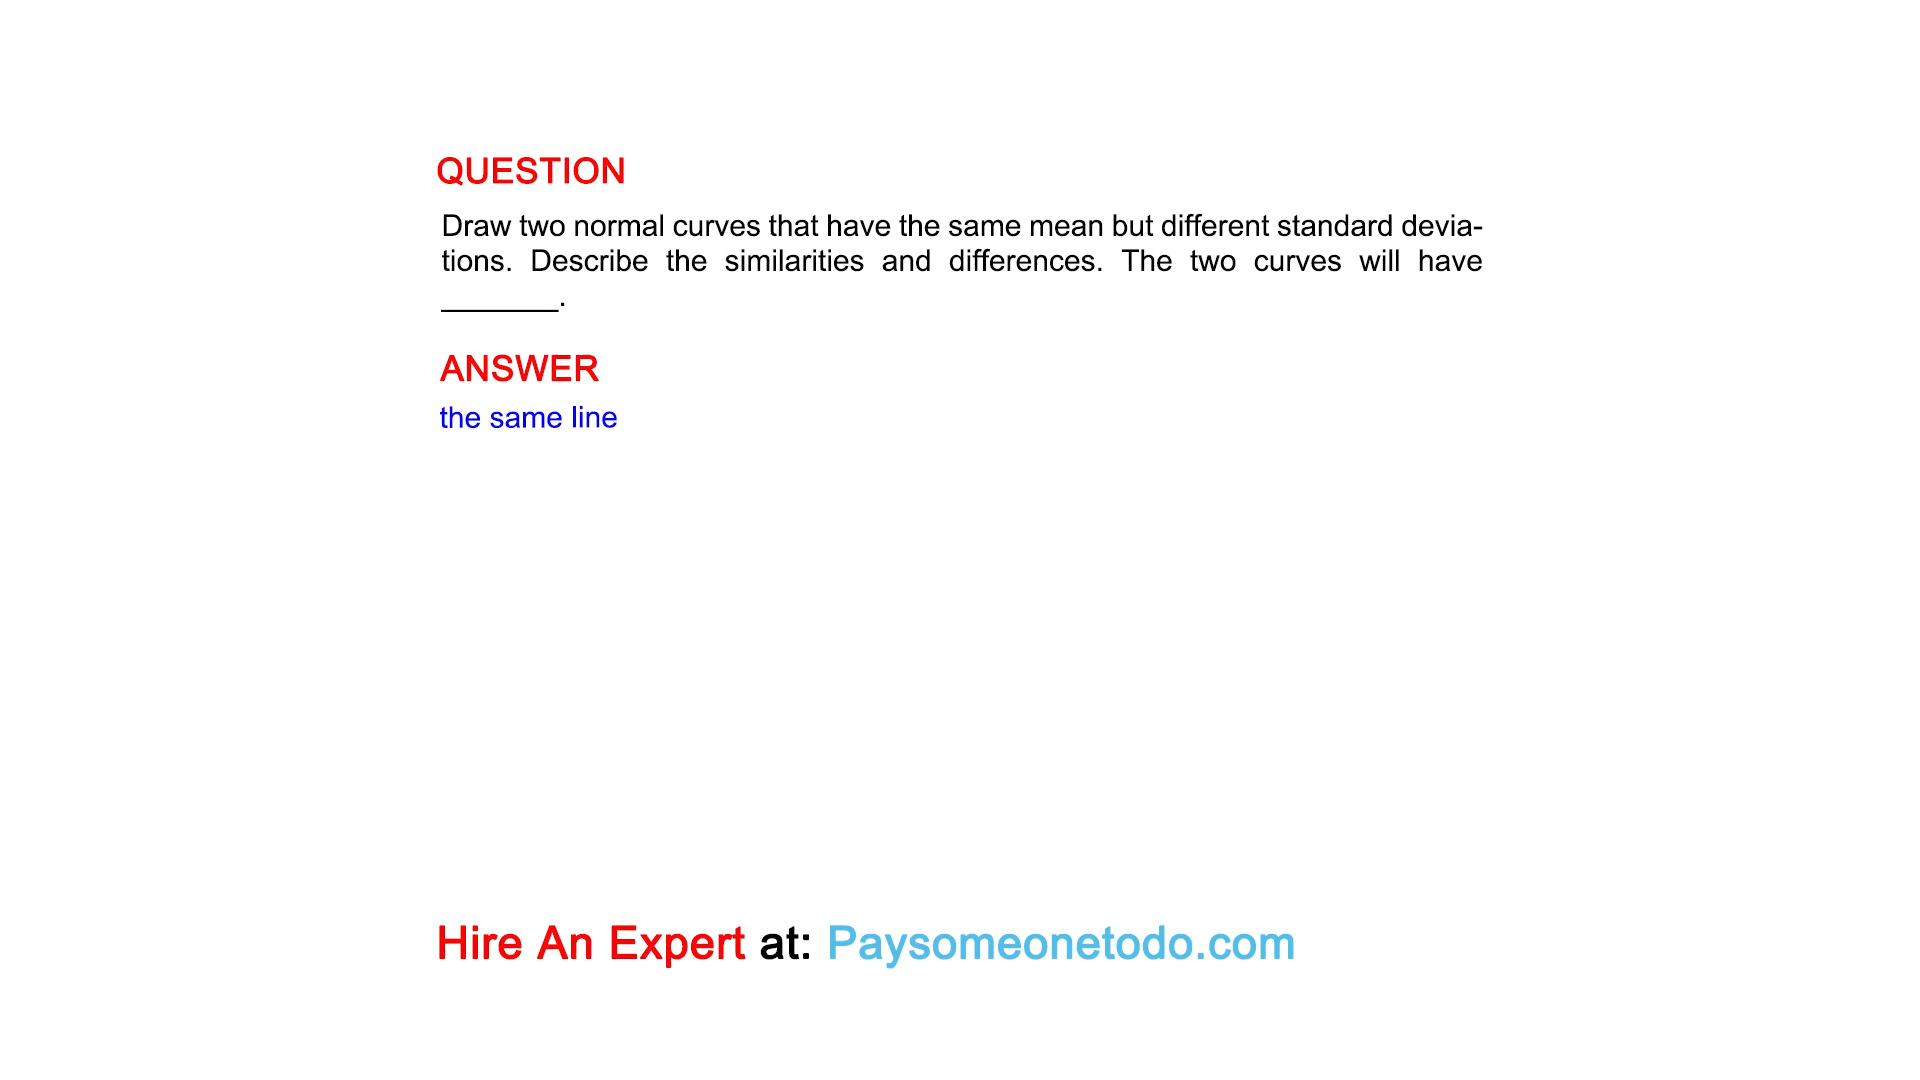 QUESTION
Draw two normal curves that have the same mean but different standard devia-
tions. Describe the similarities and differences. The two curves will have
_______.
ANSWER
the same line
Hire An Expert at: Paysomeonetodo.com